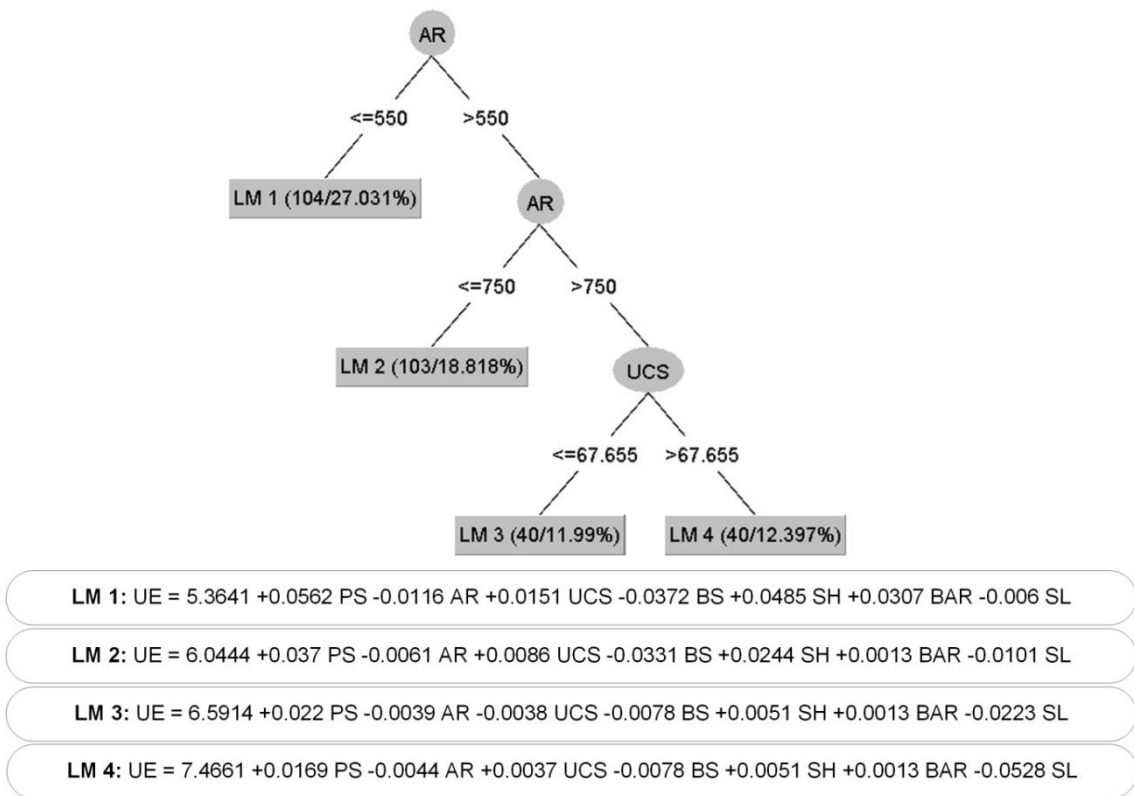 AR
<=550 >550
LM 1 (104/27.031%)
AR
<=750 >750
LM 2 (103/18.818%)
UCS
<=67.655 >67.655
LM 3 (40/11.99%) LM 4 (40/12.397%)
LM 1: UE = 5.3641 +0.0562 PS -0.0116 AR +0.0151 UCS -0.0372 BS +0.0485 SH +0.0307 BAR -0.006 SL
LM 2: UE = 6.0444 +0.037 PS -0.0061 AR +0.0086 UCS -0.0331 BS +0.0244 SH +0.0013 BAR -0.0101 SL
LM 3: UE = 6.5914 +0.022 PS -0.0039 AR -0.0038 UCS -0.0078 BS +0.0051 SH +0.0013 BAR -0.0223 SL
LM 4: UE = 7.4661 +0.0169 PS -0.0044 AR +0.0037 UCS -0.0078 BS +0.0051 SH +0.0013 BAR -0.0528 SL